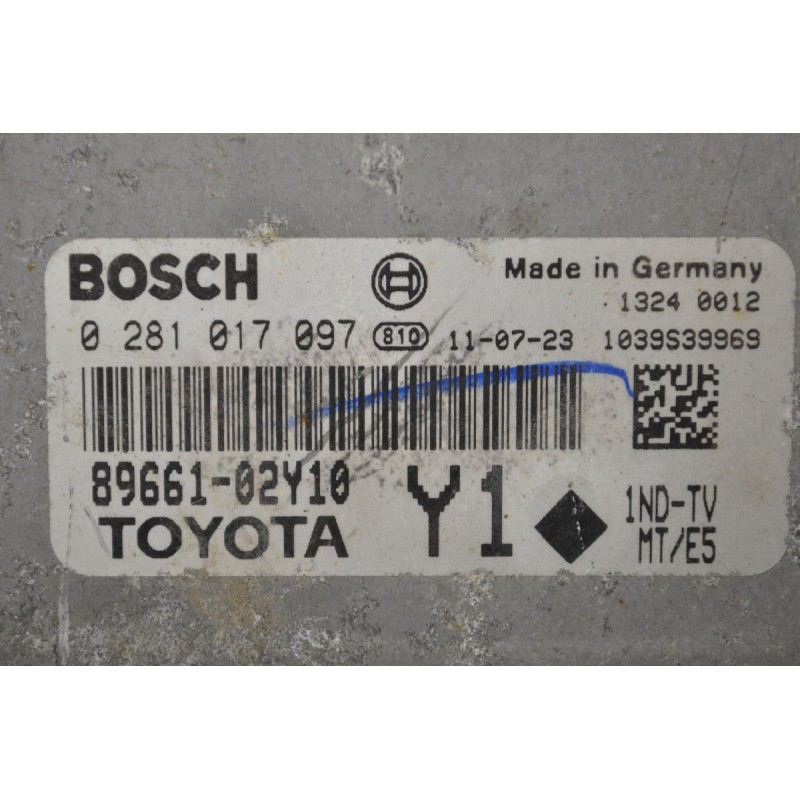 BOSCH Made in Germany
1324 0012
0 281 017 097 810 11-07-23 1039S39969
89661-02Y10 Y1 1ND-TV
TOYOTA MT/E5